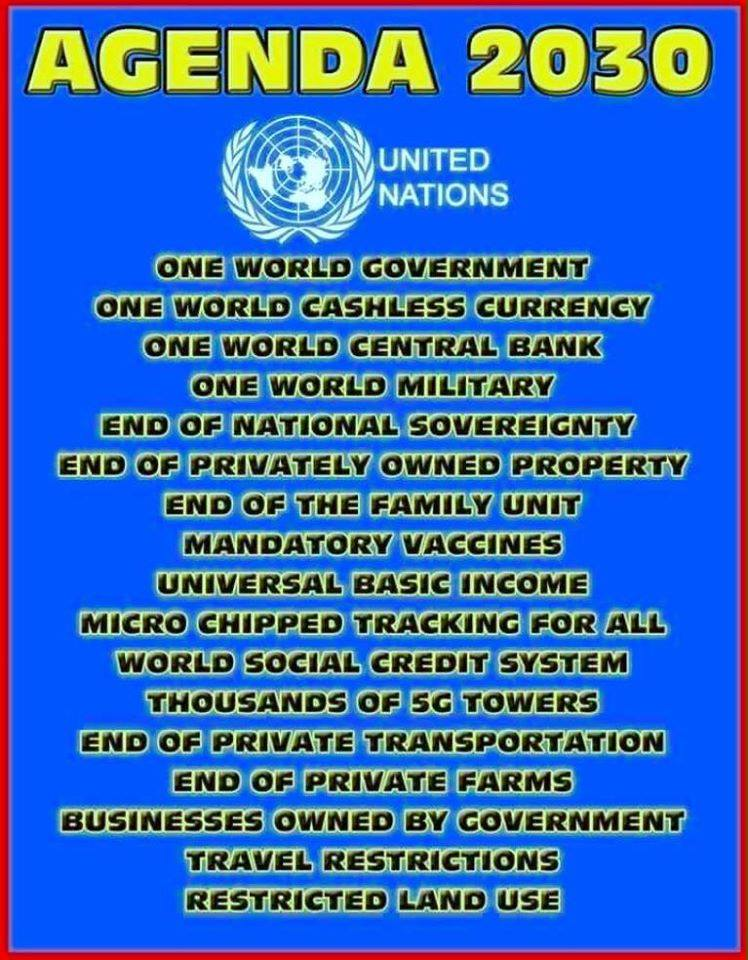 AGENDA 2030
UNITED
NATIONS
ONE WORLD GOVERNMENT
ONE WORLD CASHLESS CURRENCY
ONE WORLD CENTRAL BANK
ONE WORLD MILITARY
END OF NATIONAL SOVEREIGNTY
END OF PRIVATELY OWNED PROPERTY
END OF THE FAMILY UNIT
MANDATORY VACCINES
UNIVERSAL BASIC INCOME
MICRO CHIPPED TRACKING FOR ALL
WORLD SOCIAL CREDIT SYSTEM
THOUSANDS OF 5G TOWERS
END OF PRIVATE TRANSPORTATION
END OF PRIVATE FARMS
BUSINESSES OWNED BY GOVERNMENT
TRAVEL RESTRICTIONS
RESTRICTED LAND USE